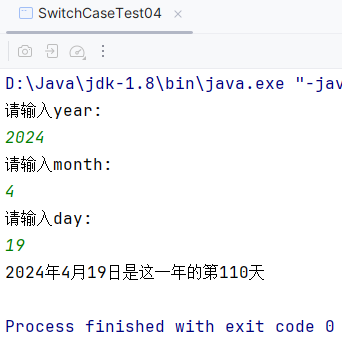 SwitchCaseTest04
D:\Java\jdk-1.8\bin\java.exe "-jav
请输入year:
2024
请输入month:
4
请输入day:
19
2024年4月19日是这一年的第110天
Process finished with exit code 0